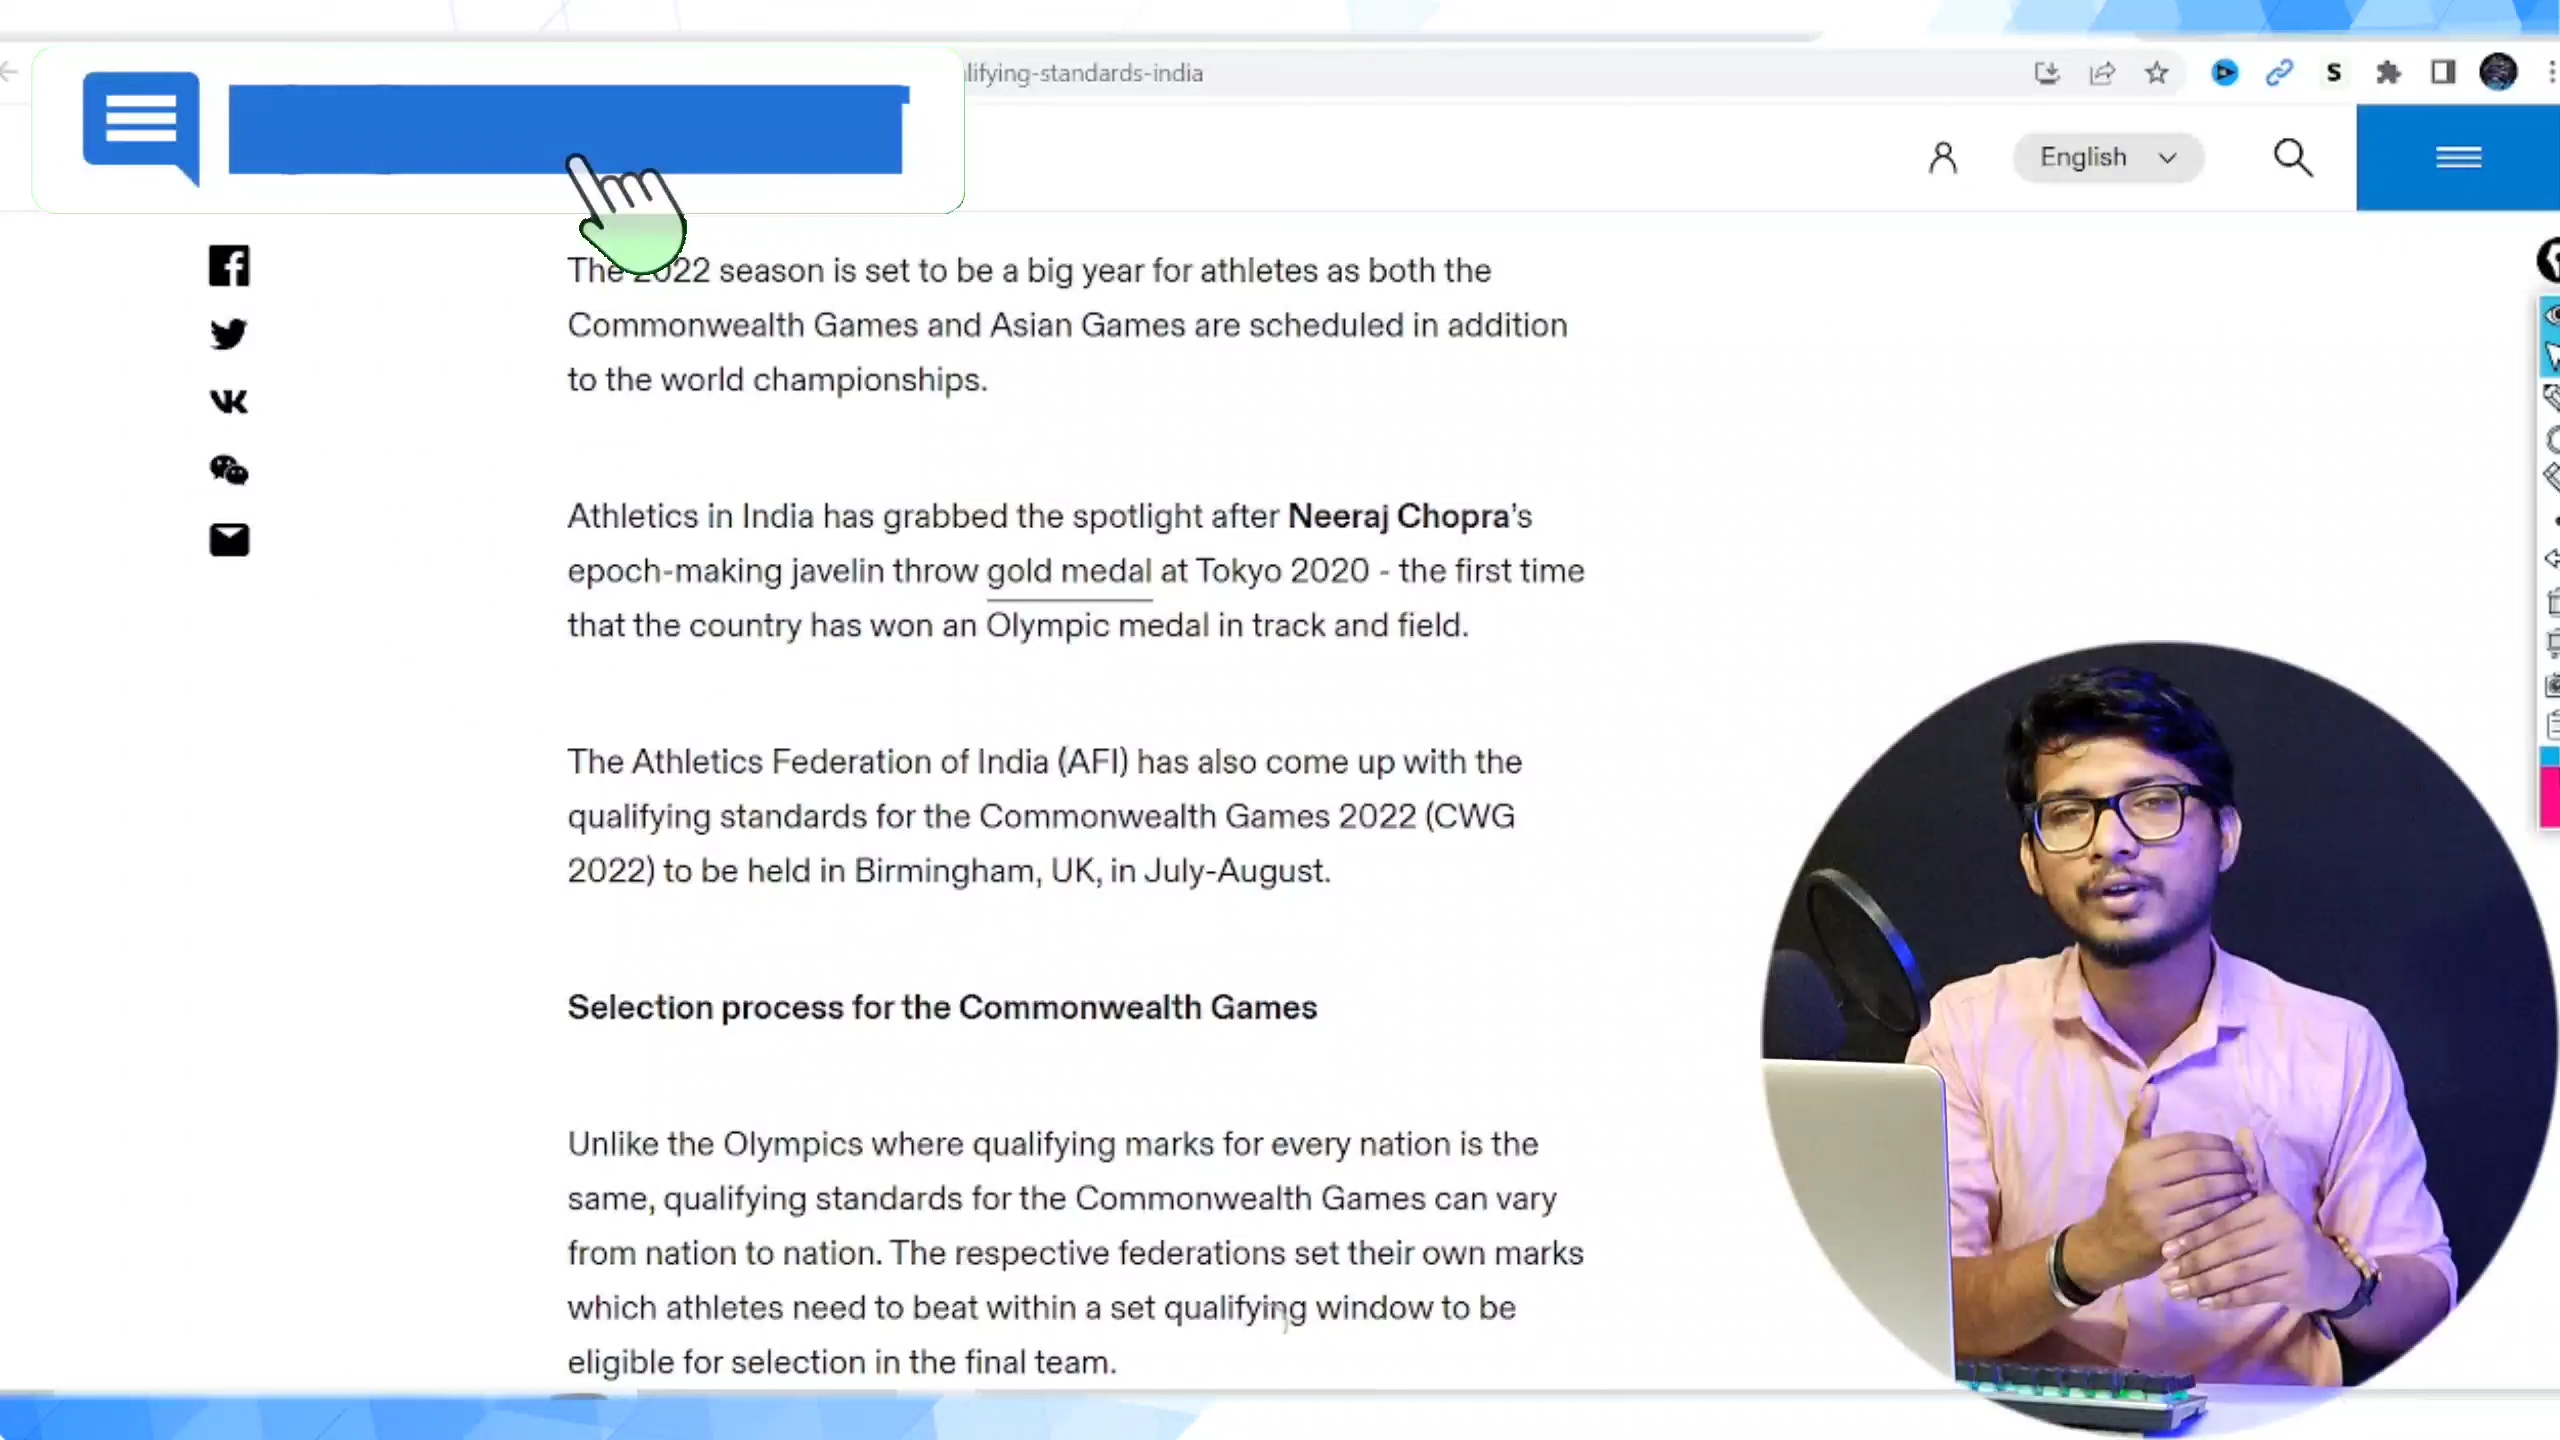 lifying-standards-india
S
English
The 2022 season is set to be a big year for athletes as both the
Commonwealth Games and Asian Games are scheduled in addition
to the world championships.
Athletics in India has grabbed the spotlight after Neeraj Chopra's
epoch-making javelin throw gold medal at Tokyo 2020 - the first time
that the country has won an Olympic medal in track and field.
The Athletics Federation of India (AFI) has also come up with the
qualifying standards for the Commonwealth Games 2022 (CWG
2022) to be held in Birmingham, UK, in July-August.
Selection process for the Commonwealth Games
Unlike the Olympics where qualifying marks for every nation is the
same, qualifying standards for the Commonwealth Games can vary
from nation to nation. The respective federations set their own marks
which athletes need to beat within a set qualifying window to be
eligible for selection in the final team.